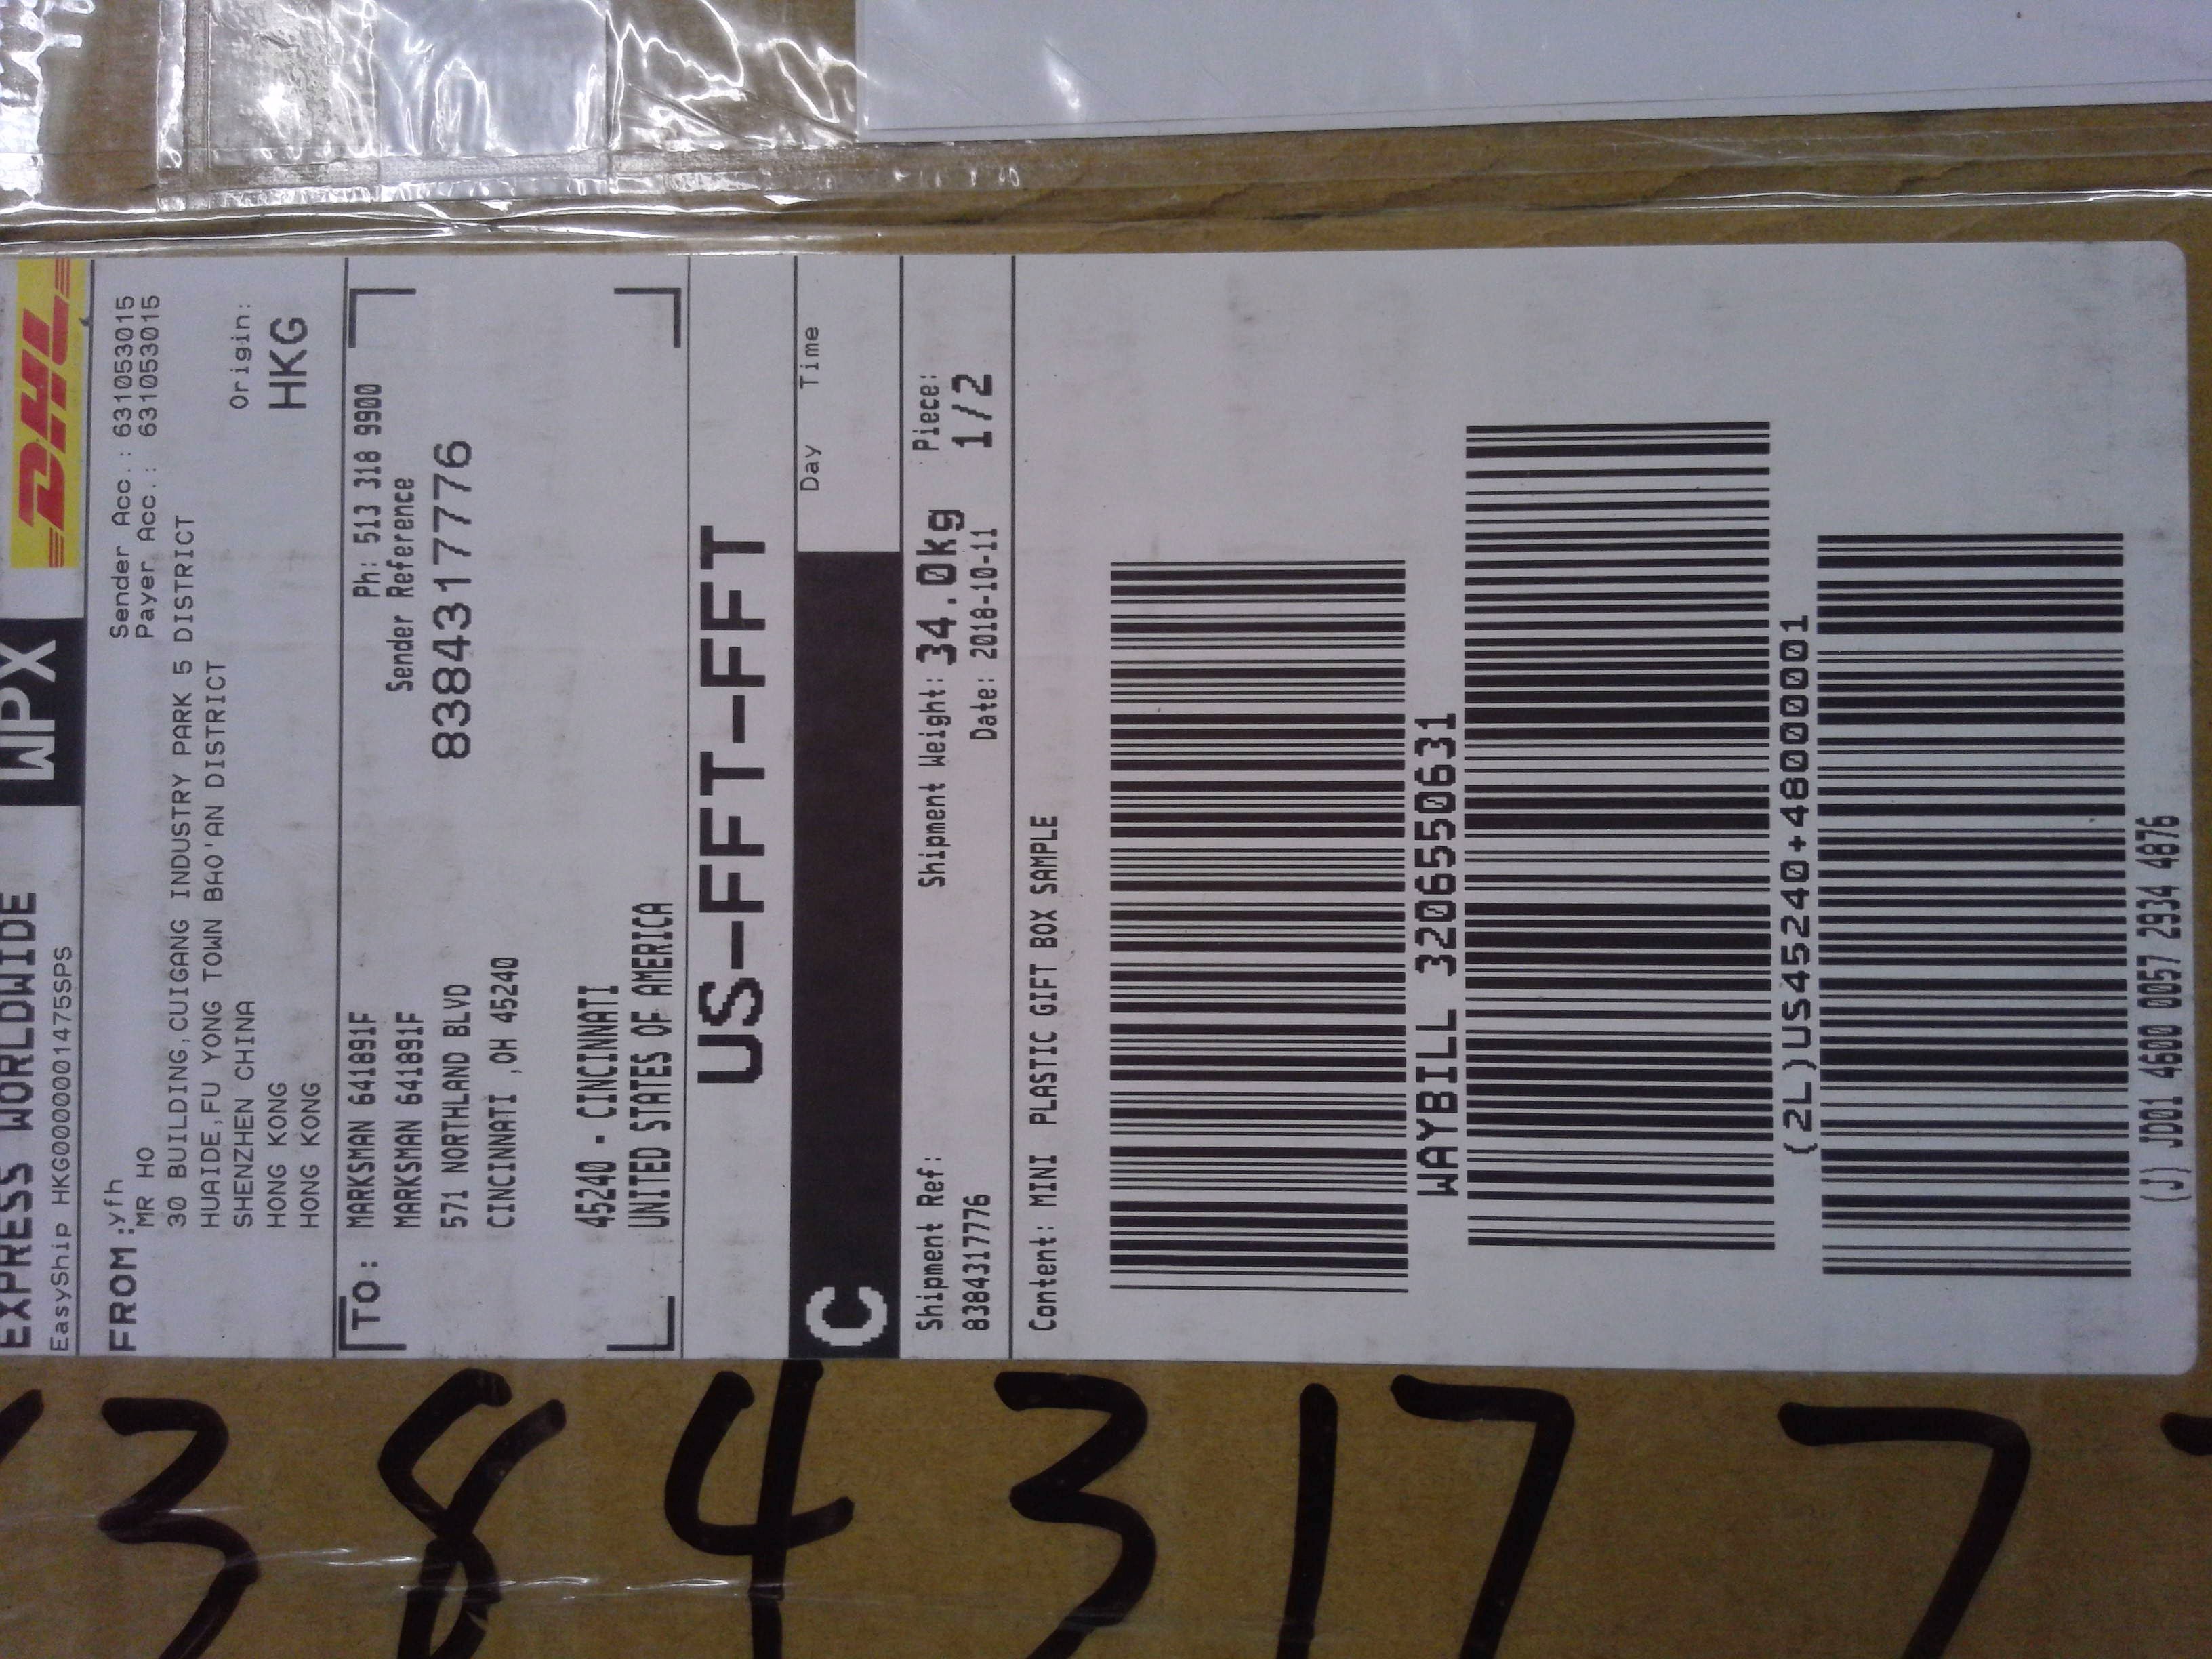 EXPRESS WORLDWIDE
WPX
DHL
EasyShip HKG0000001475SPS
FROM:yfh
MR HO
30 BUILDING,CUIGANG INDUSTRY PARK 5 DISTRICT
HUAIDE,FU YONG TOWN BAO'AN DISTRICT
SHENZHEN CHINA
HONG KONG
HONG KONG
Sender Acc.: 631053015
Payer Acc.: 631053015
Origin:
HKG
TO: MARKSMAN 641891F
MARKSMAN 641891F
571 NORTHLAND BLVD
CINCINNATI ,OH 45240
45240 - CINCINNATI
UNITED STATES OF AMERICA
Ph: 513 318 9900
Sender Reference
8384317776
US-FFT-FFT
C
Day Time
Shipment Ref:
8384317776
Shipment Weight: 34.0kg
Date: 2018-10-11
Piece:
1/2
Content: MINI PLASTIC GIFT BOX SAMPLE
WAYBILL 3206550631
(2L)US45240+48000001
(J) JD01 4600 0057 2934 4876
3843177